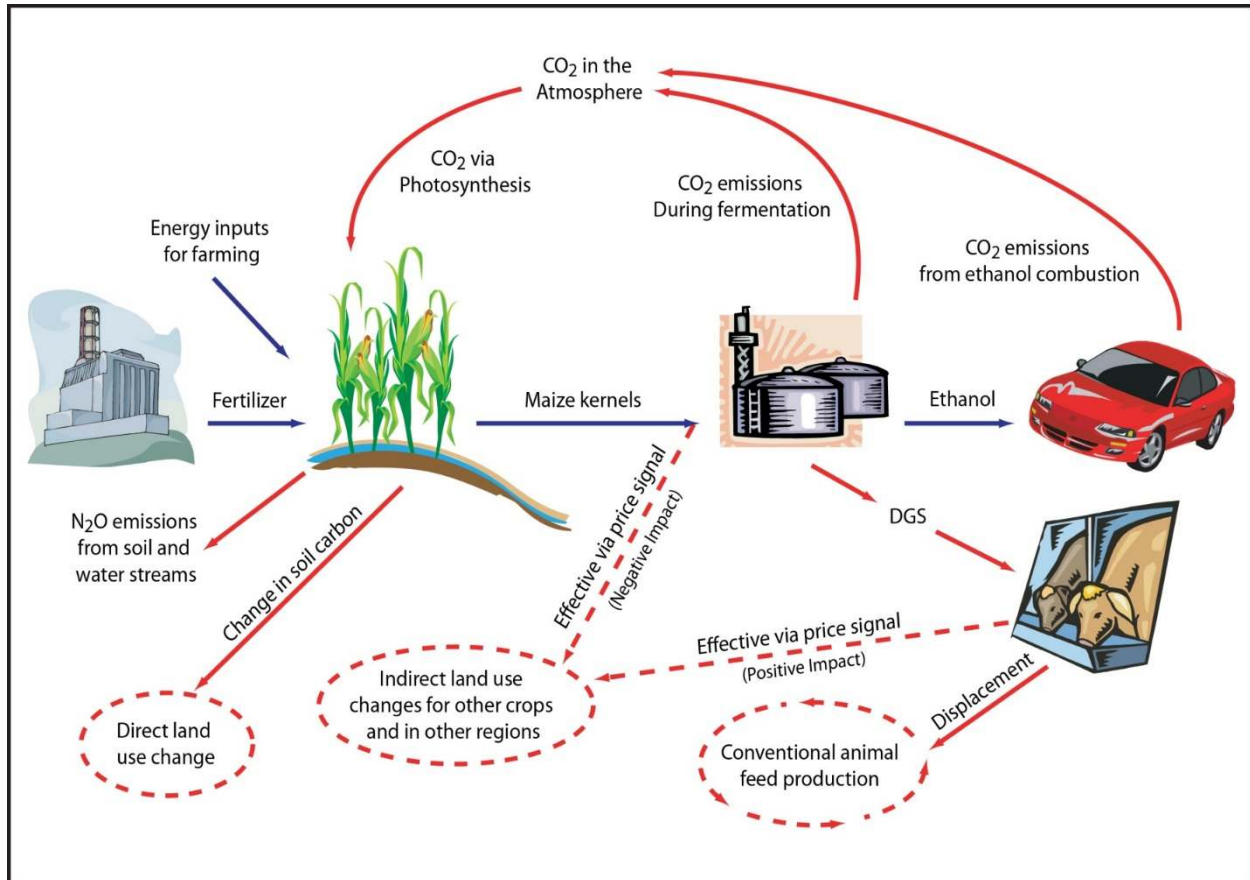 CO2 in the
Atmosphere
CO2 via
Photosynthesis
CO2 emissions
During fermentation
Energy inputs
for farming
CO2 emissions
from ethanol combustion
Fertilizer
Maize kernels
Ethanol
N2O emissions
from soil and
water streams
Change in soil carbon
Effective via price signal
(Negative Impact)
DGS
Effective via price signal
(Positive Impact)
Displacement
Direct land
use change
Indirect land use
changes for other crops
and in other regions
Conventional animal
feed production